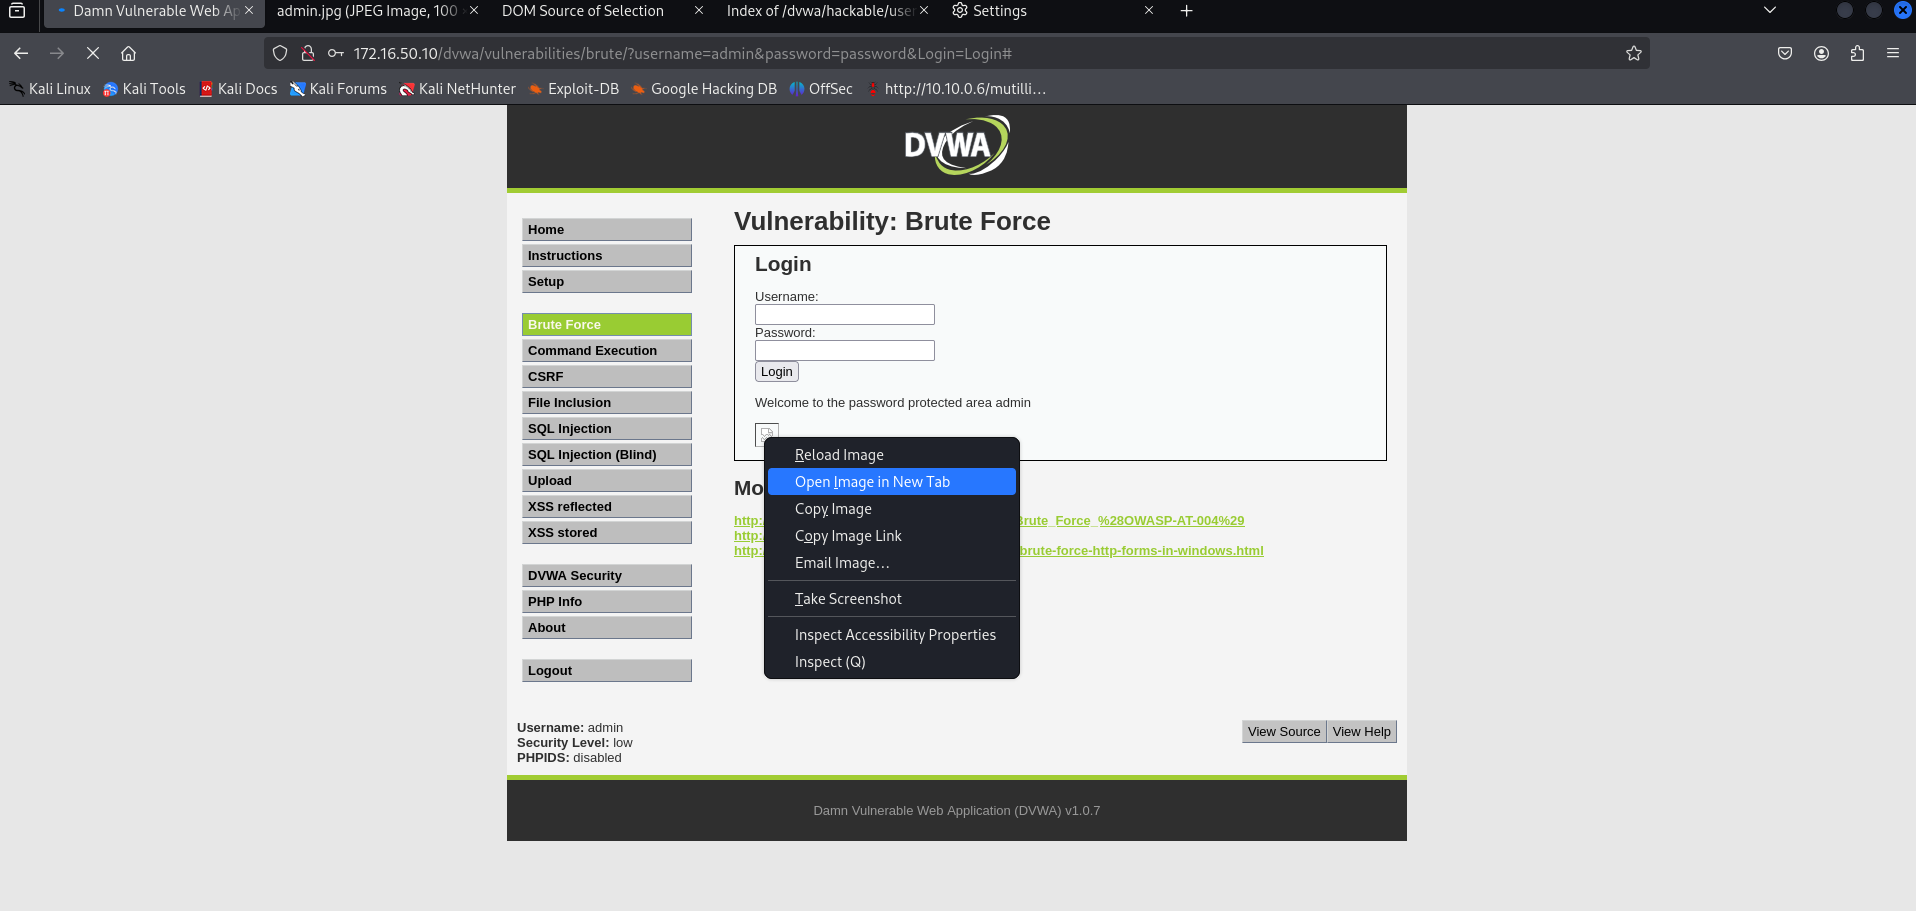 Damn Vulnerable Web Ap
admin.jpg (JPEG Image, 100
DOM Source of Selection
Index of /dvwa/hackable/user
Settings
172.16.50.10/dvwa/vulnerabilities/brute/?username=admin&password=password&Login=Login#
Kali Linux
Kali Tools
Kali Docs
Kali Forums
Kali NetHunter
Exploit-DB
Google Hacking DB
OffSec
http://10.10.0.6/mutilli…
DVWA
Home
Instructions
Setup
Brute Force
Command Execution
CSRF
File Inclusion
SQL Injection
SQL Injection (Blind)
Upload
XSS reflected
XSS stored
DVWA Security
PHP Info
About
Logout
Vulnerability: Brute Force
Login
Username:
Password:
Login
Welcome to the password protected area admin
Reload Image
Open Image in New Tab
Copy Image
Copy Image Link
Email Image…
Take Screenshot
Inspect Accessibility Properties
Inspect (Q)
Mo
http: Brute_Force_%28OWASP-AT-004%29
http:
http: brute-force-http-forms-in-windows.html
Username: admin
Security Level: low
PHPIDS: disabled
View Source
View Help
Damn Vulnerable Web Application (DVWA) v1.0.7